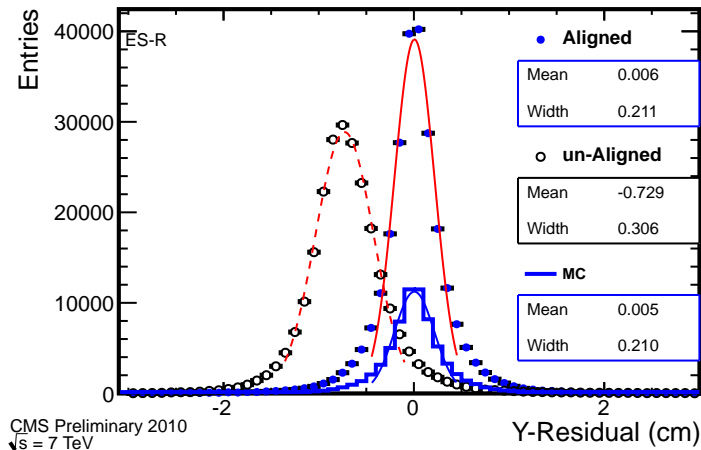 Entries
40000
30000
20000
10000
0
ES-R
Aligned
Mean 0.006
Width 0.211
un-Aligned
Mean -0.729
Width 0.306
MC
Mean 0.005
Width 0.210
-2 0 2
CMS Preliminary 2010
√s = 7 TeV
Y-Residual (cm)